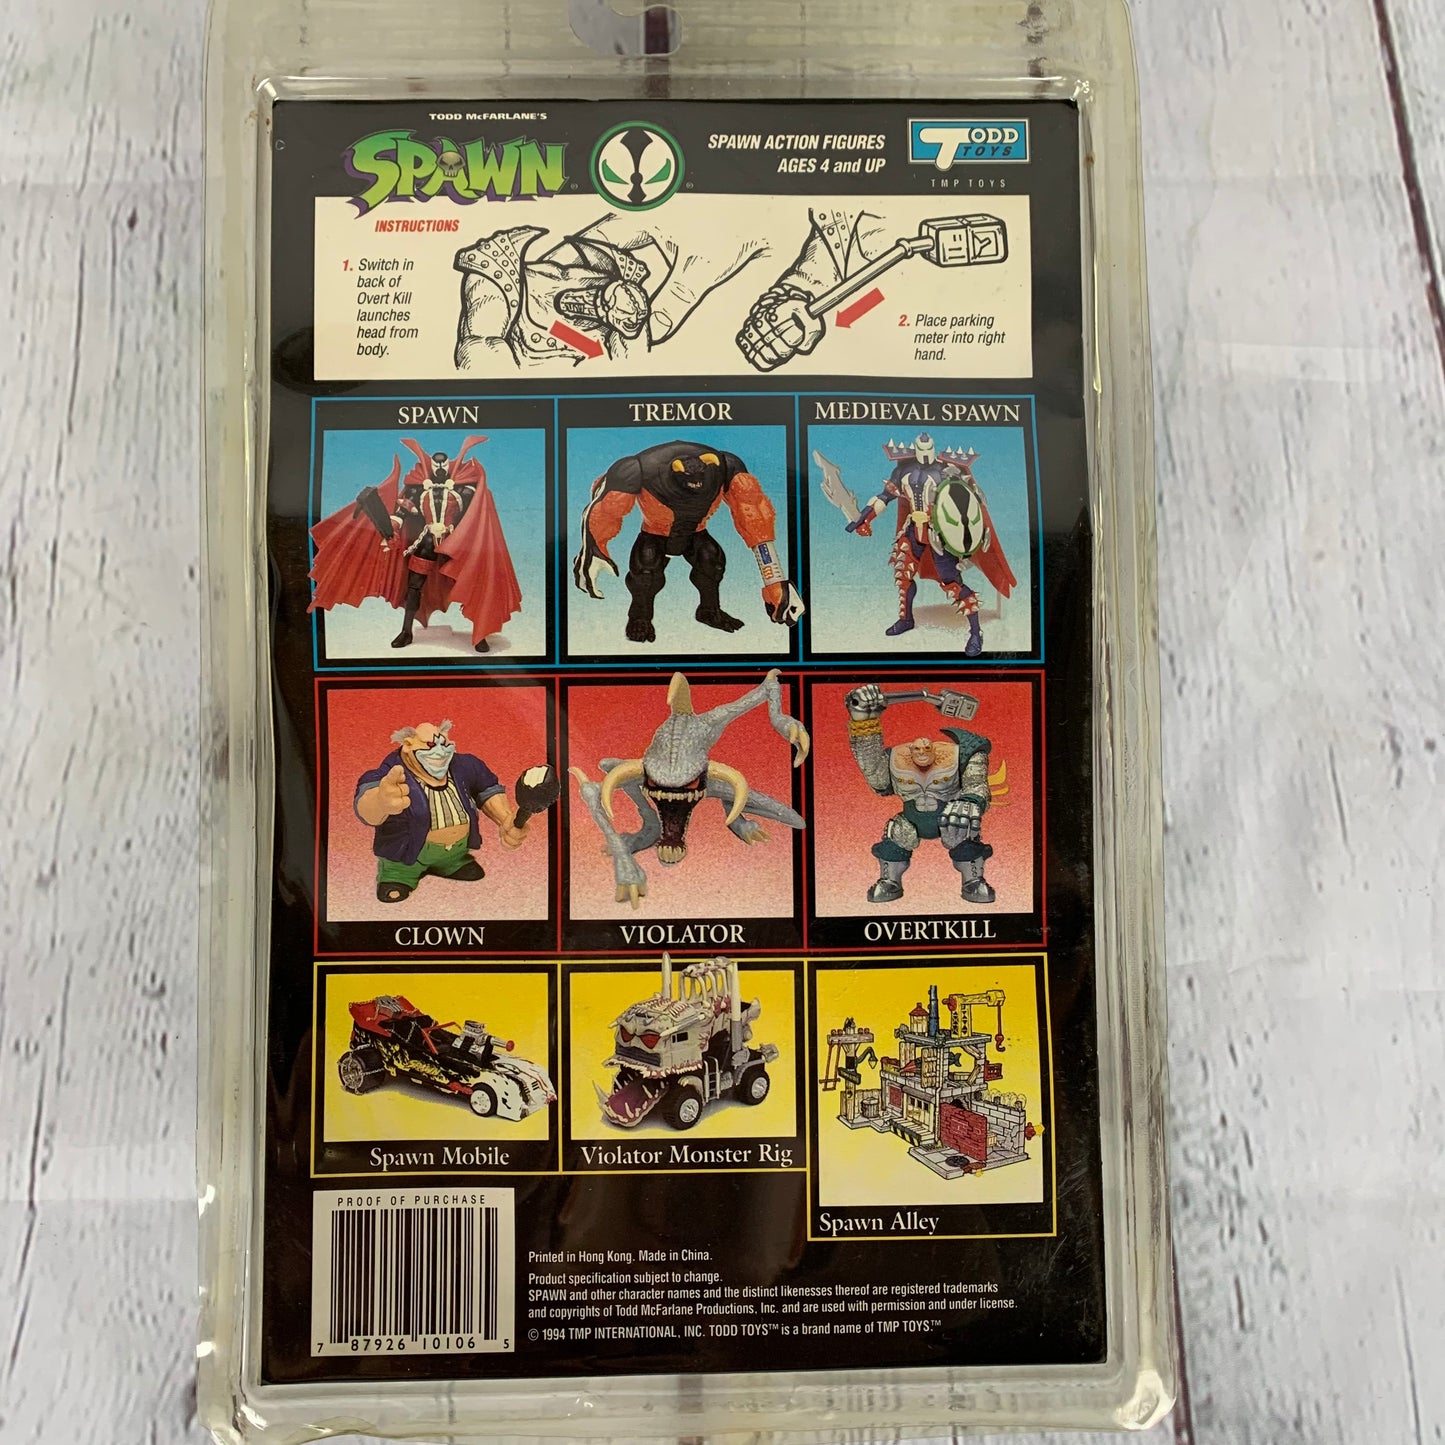 TODD McFARLANE'S
SPAWN
SPAWN ACTION FIGURES
AGES 4 and UP
TODD
TOYS
TMP TOYS
INSTRUCTIONS
1. Switch in
back of
Overt Kill
launches
head from
body.
2. Place parking
meter into right
hand.
SPAWN
TREMOR
MEDIEVAL SPAWN
CLOWN
VIOLATOR
OVERTKILL
Spawn Mobile
Violator Monster Rig
Spawn Alley
PROOF OF PURCHASE
7 87926 10106 5
Printed in Hong Kong. Made in China.
Product specification subject to change.
SPAWN and other character names and the distinct likenesses thereof are registered trademarks
and copyrights of Todd McFarlane Productions, Inc. and are used with permission and under license.
© 1994 TMP INTERNATIONAL, INC. TODD TOYS™ is a brand name of TMP TOYS.™